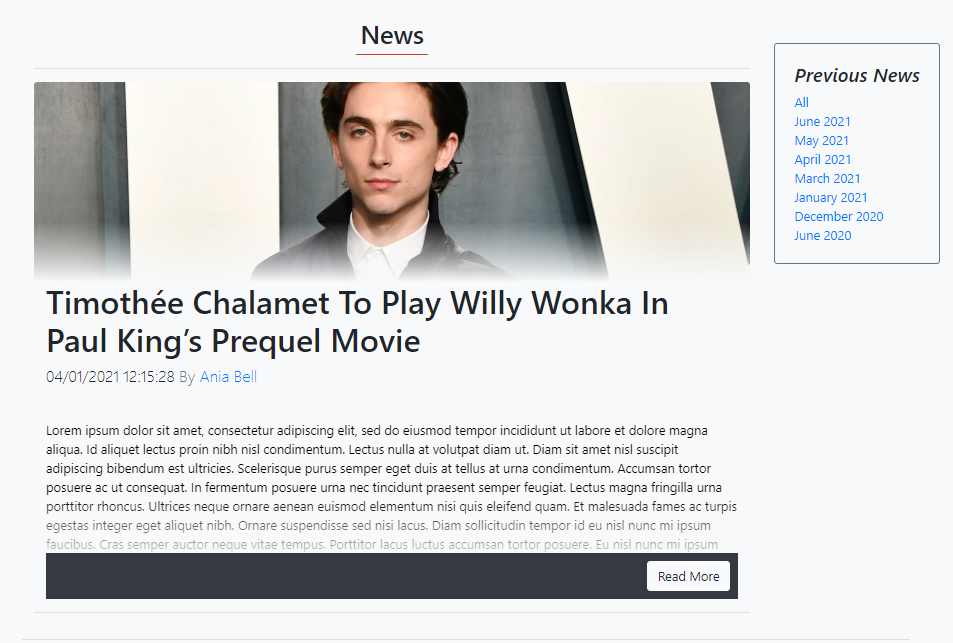 News
Previous News
All
June 2021
May 2021
April 2021
March 2021
January 2021
December 2020
June 2020
Timothée Chalamet To Play Willy Wonka In
Paul King’s Prequel Movie
04/01/2021 12:15:28 By Ania Bell
Lorem ipsum dolor sit amet, consectetur adipiscing elit, sed do eiusmod tempor incididunt ut labore et dolore magna
aliqua. Id aliquet lectus proin nibh nisl condimentum. Lectus nulla at volutpat diam ut. Diam sit amet nisl suscipit
adipiscing bibendum est ultricies. Scelerisque purus semper eget duis at tellus at urna condimentum. Accumsan tortor
posuere ac ut consequat. In fermentum posuere urna nec tincidunt praesent semper feugiat. Lectus magna fringilla urna
porttitor rhoncus. Ultrices neque ornare aenean euismod elementum nisi quis eleifend quam. Et malesuada fames ac turpis
egestas integer eget aliquet nibh. Ornare suspendisse sed nisi lacus. Diam sollicitudin tempor id eu nisl nunc mi ipsum
faucibus. Cras semper auctor neque vitae tempus. Porttitor lacus luctus accumsan tortor posuere. Eu nisl nunc mi ipsum
Read More